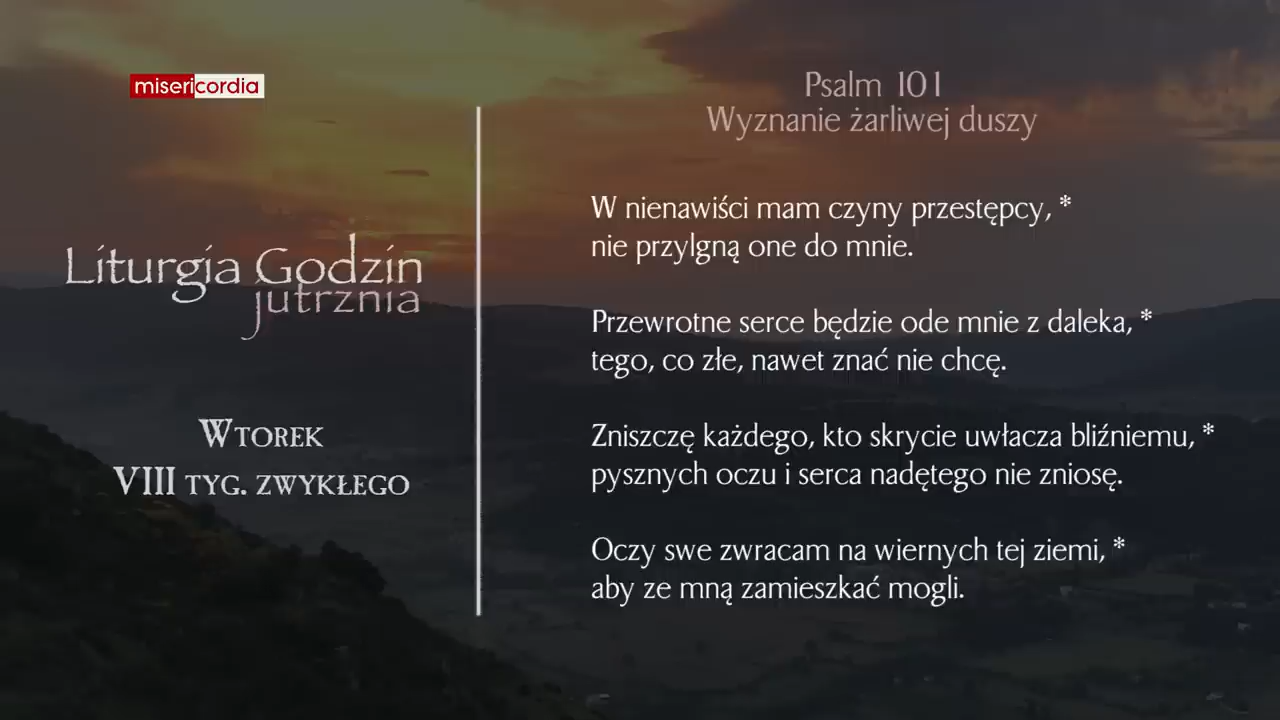 misericordia
Liturgia Godzin
jutrznia
Wtorek
VIII tyg. zwykłego
Psalm 101
Wyznanie żarliwej duszy
W nienawiści mam czyny przestępcy, *
nie przylgną one do mnie.
Przewrotne serce będzie ode mnie z daleka, *
tego, co złe, nawet znać nie chcę.
Zniszczę każdego, kto skrycie uwłacza bliźniemu, *
pysznych oczu i serca nadętego nie zniosę.
Oczy swe zwracam na wiernych tej ziemi, *
aby ze mną zamieszkać mogli.